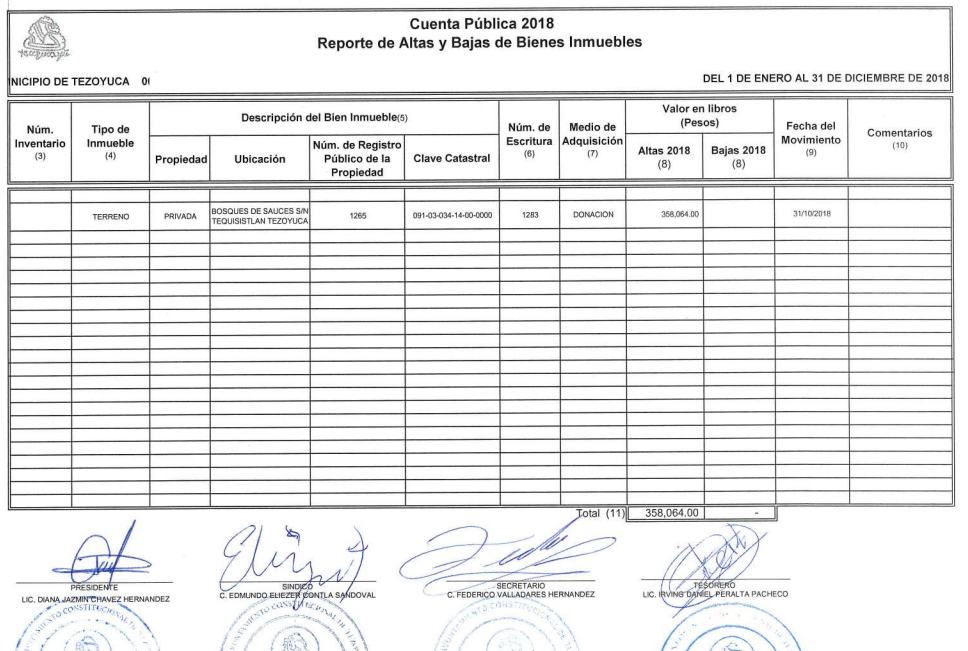 Cuenta Pública 2018
Reporte de Altas y Bajas de Bienes Inmuebles
NICIPIO DE TEZOYUCA
DEL 1 DE ENERO AL 31 DE DICIEMBRE DE 2018
Núm. Inventario (3)
Tipo de Inmueble (4)
Descripción del Bien Inmueble(5)
Propiedad
Ubicación
Núm. de Registro Público de la Propiedad
Clave Catastral
Núm. de Escritura (6)
Medio de Adquisición (7)
Valor en libros (Pesos)
Altas 2018 (8)
Bajas 2018 (8)
Fecha del Movimiento (9)
Comentarios (10)
TERRENO
PRIVADA
BOSQUES DE SAUCES S/N
TEQUISISTLAN TEZOYUCA
1265
091-03-034-14-00-0000
1283
DONACION
358,064.00
31/10/2018
Total (11) 358,064.00 -
PRESIDENTE
LIC. DIANA JAZMIN CHAVEZ HERNANDEZ
SINDICO
C. EDMUNDO ELIEZER CONTLA SANDOVAL
SECRETARIO
C. FEDERICO VALLADARES HERNANDEZ
TESORERO
LIC. IRVING DANIEL PERALTA PACHECO